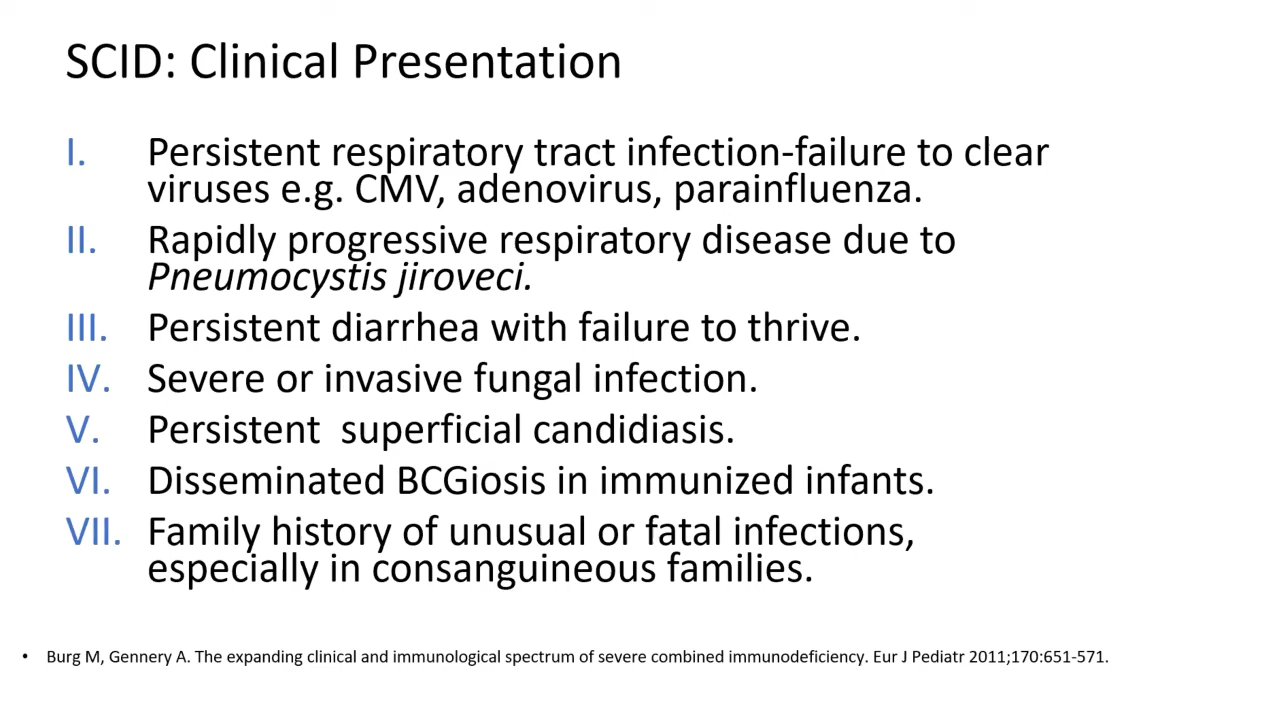 SCID: Clinical Presentation
I. Persistent respiratory tract infection-failure to clear
viruses e.g. CMV, adenovirus, parainfluenza.
II. Rapidly progressive respiratory disease due to
Pneumocystis jiroveci.
III. Persistent diarrhea with failure to thrive.
IV. Severe or invasive fungal infection.
V. Persistent  superficial candidiasis.
VI. Disseminated BCGiosis in immunized infants.
VII. Family history of unusual or fatal infections,
especially in consanguineous families.
• Burg M, Gennery A. The expanding clinical and immunological spectrum of severe combined immunodeficiency. Eur J Pediatr 2011;170:651-571.